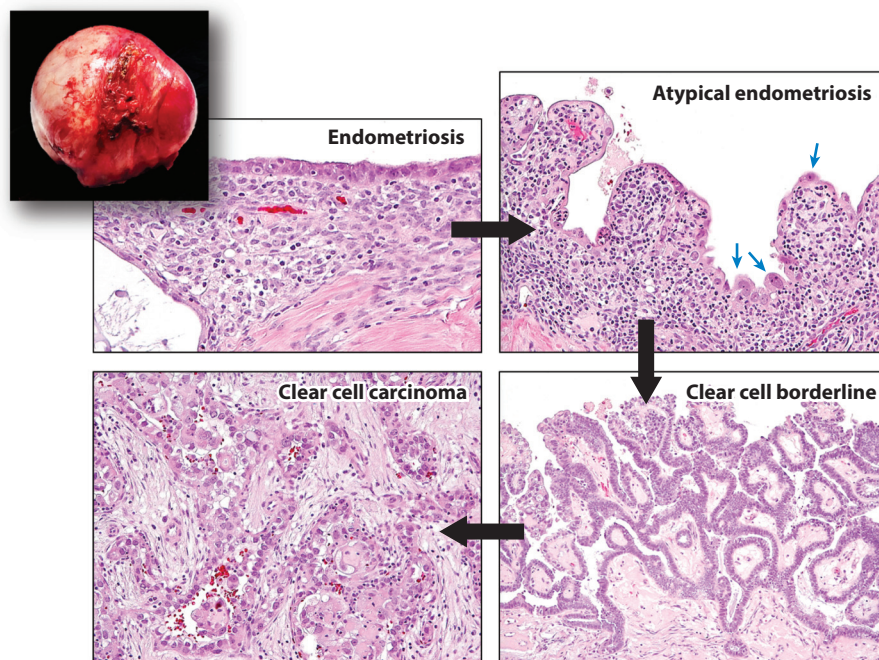 Endometriosis
Atypical endometriosis
Clear cell carcinoma
Clear cell borderline